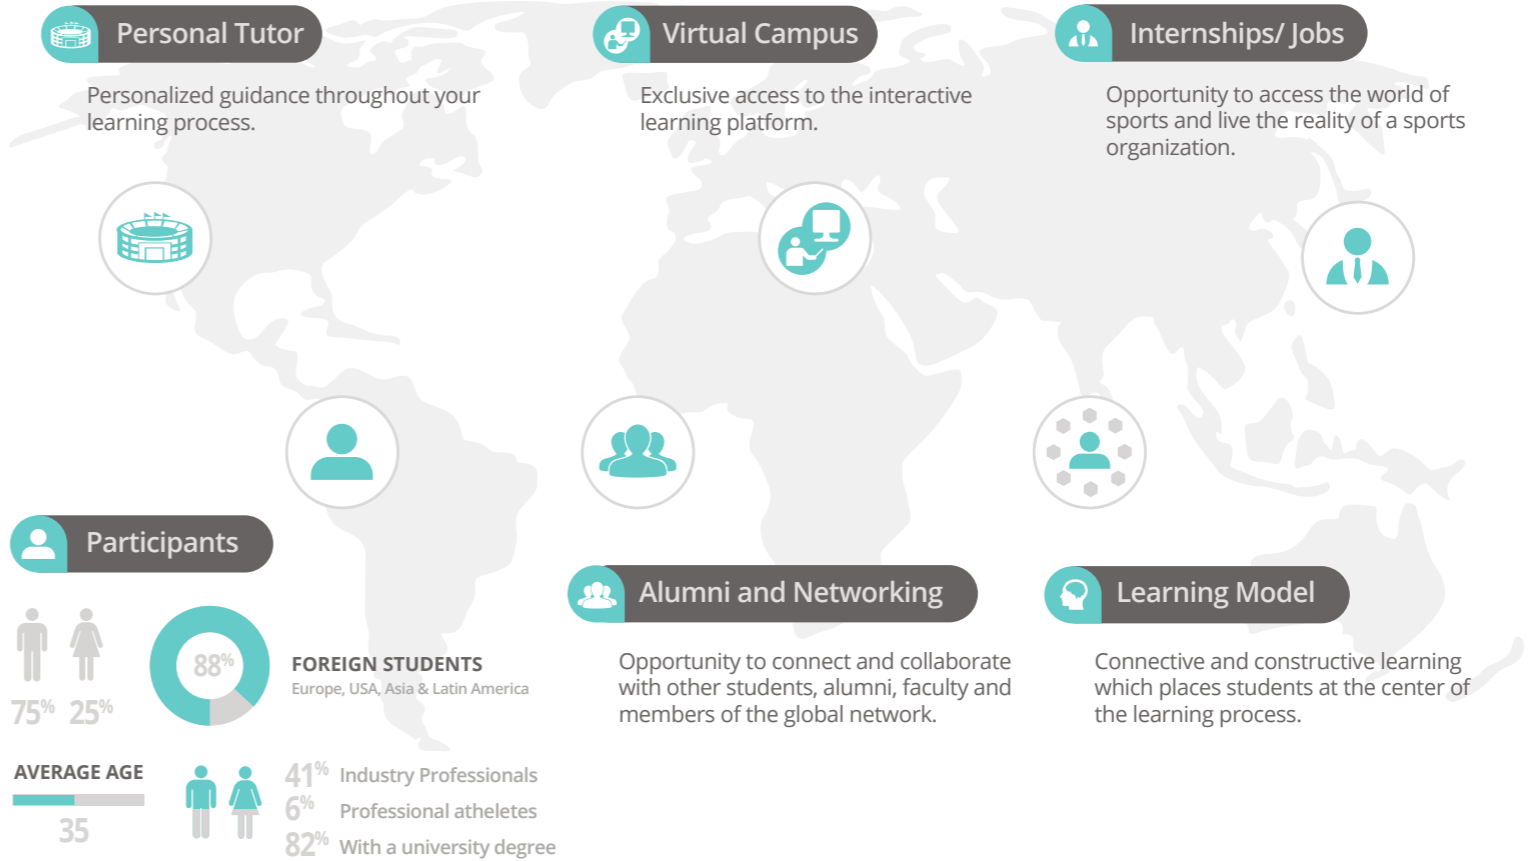 Personal Tutor
Personalized guidance throughout your
learning process.
Virtual Campus
Exclusive access to the interactive
learning platform.
Internships/ Jobs
Opportunity to access the world of
sports and live the reality of a sports
organization.
Participants
75% 25%
88%
FOREIGN STUDENTS
Europe, USA, Asia & Latin America
AVERAGE AGE
35
41% Industry Professionals
6% Professional atheletes
82% With a university degree
Alumni and Networking
Opportunity to connect and collaborate
with other students, alumni, faculty and
members of the global network.
Learning Model
Connective and constructive learning
which places students at the center of
the learning process.